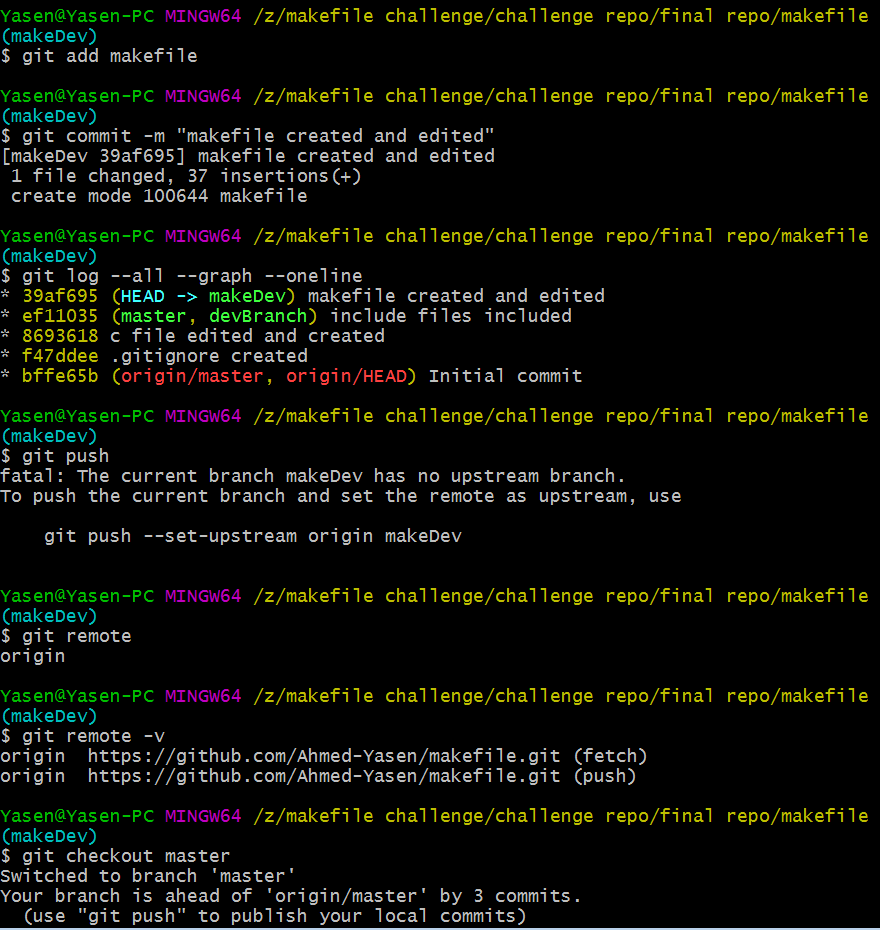 Yasen@Yasen-PC MINGW64 /z/makefile challenge/challenge repo/final repo/makefile
(makeDev)
$ git add makefile
Yasen@Yasen-PC MINGW64 /z/makefile challenge/challenge repo/final repo/makefile
(makeDev)
$ git commit -m "makefile created and edited"
[makeDev 39af695] makefile created and edited
 1 file changed, 37 insertions(+)
 create mode 100644 makefile
Yasen@Yasen-PC MINGW64 /z/makefile challenge/challenge repo/final repo/makefile
(makeDev)
$ git log --all --graph --oneline
* 39af695 (HEAD -> makeDev) makefile created and edited
* ef11035 (master, devBranch) include files included
* 8693618 c file edited and created
* f47ddee .gitignore created
* bffe65b (origin/master, origin/HEAD) Initial commit
Yasen@Yasen-PC MINGW64 /z/makefile challenge/challenge repo/final repo/makefile
(makeDev)
$ git push
fatal: The current branch makeDev has no upstream branch.
To push the current branch and set the remote as upstream, use
    git push --set-upstream origin makeDev
Yasen@Yasen-PC MINGW64 /z/makefile challenge/challenge repo/final repo/makefile
(makeDev)
$ git remote
origin
Yasen@Yasen-PC MINGW64 /z/makefile challenge/challenge repo/final repo/makefile
(makeDev)
$ git remote -v
origin  https://github.com/Ahmed-Yasen/makefile.git (fetch)
origin  https://github.com/Ahmed-Yasen/makefile.git (push)
Yasen@Yasen-PC MINGW64 /z/makefile challenge/challenge repo/final repo/makefile
(makeDev)
$ git checkout master
Switched to branch 'master'
Your branch is ahead of 'origin/master' by 3 commits.
  (use "git push" to publish your local commits)